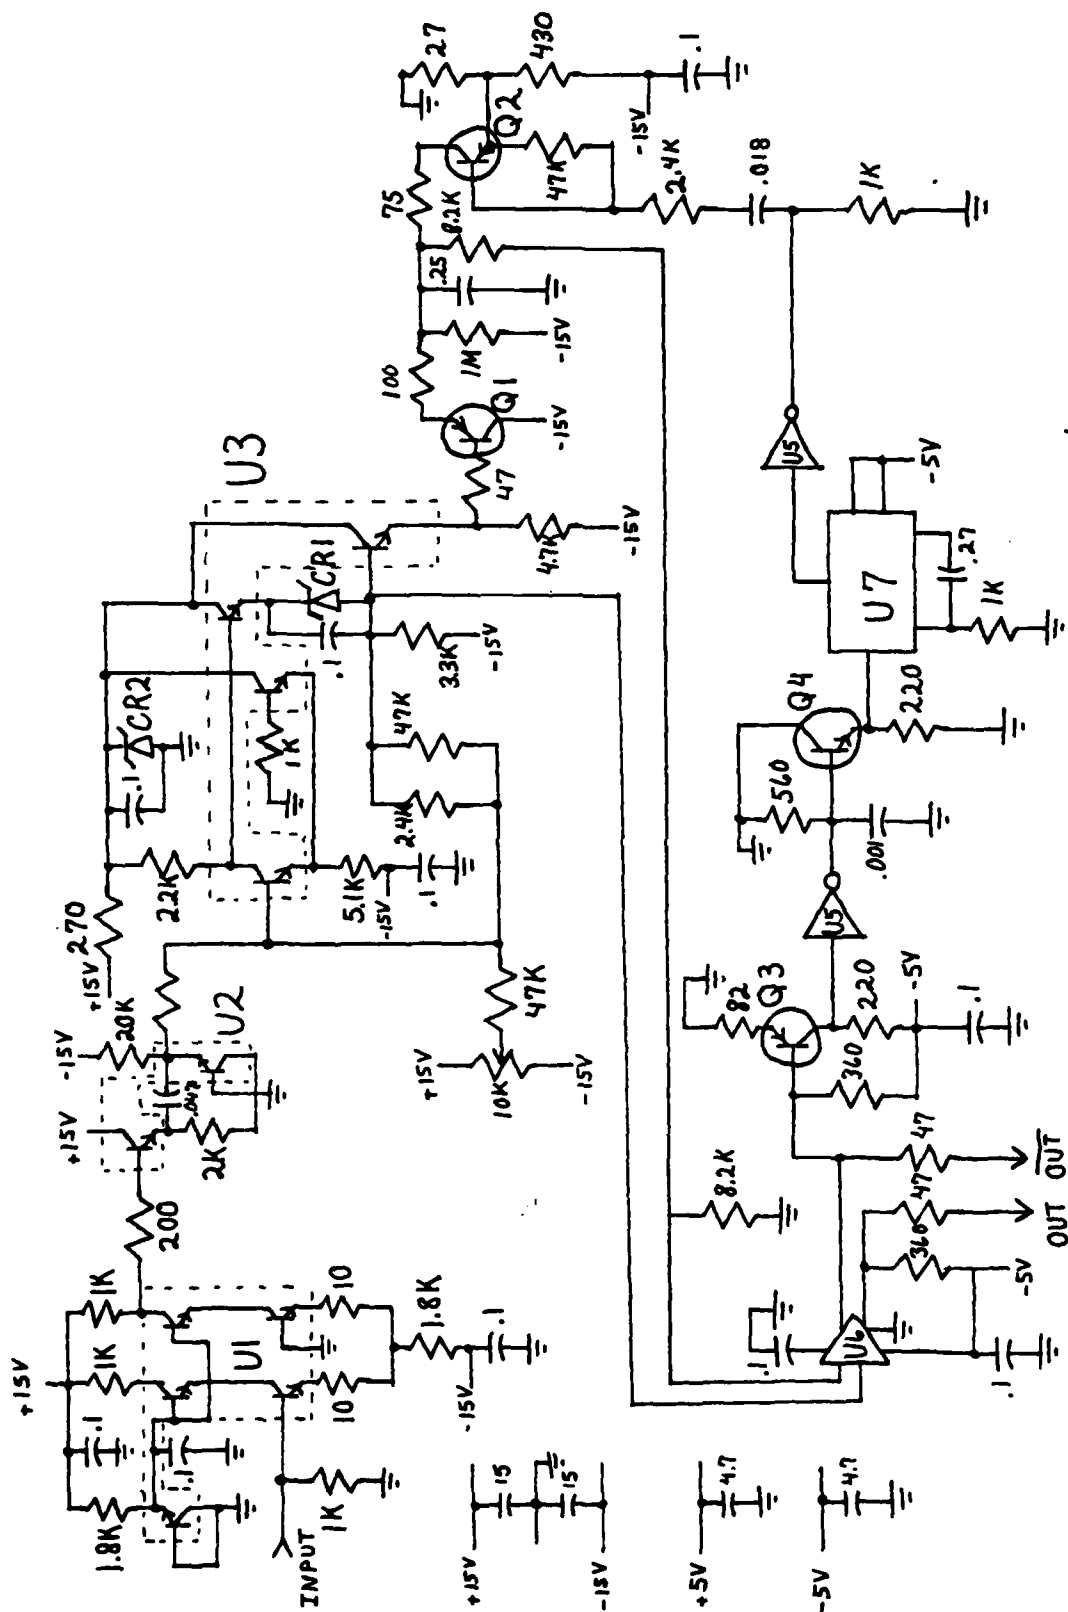 +15V
1.8K
.1
1K
1K
.1
U1
INPUT
1K
10
10
1.8K
-15V
.1
200
+15V
-15V
20K
.047
2K
U2
+15V
270
2.2K
.1
CR2
1K
5.1K
-15V
.1
U3
.1
CR1
2.4K
47K
3.3K
-15V
4.7K
-15V
47
Q1
-15V
100
1M
-15V
.25
8.2K
75
Q2
27
430
-15V
.1
47K
2.4K
.018
1K
+15V
10K
-15V
47K
+15V
15
15
-15V
+5V
4.7
-5V
4.7
.1
U6
.1
-5V
360
47
OUT
47
OUT
8.2K
360
82
Q3
220
-5V
.1
U5
560
.001
Q4
220
U7
1K
.27
-5V
U5